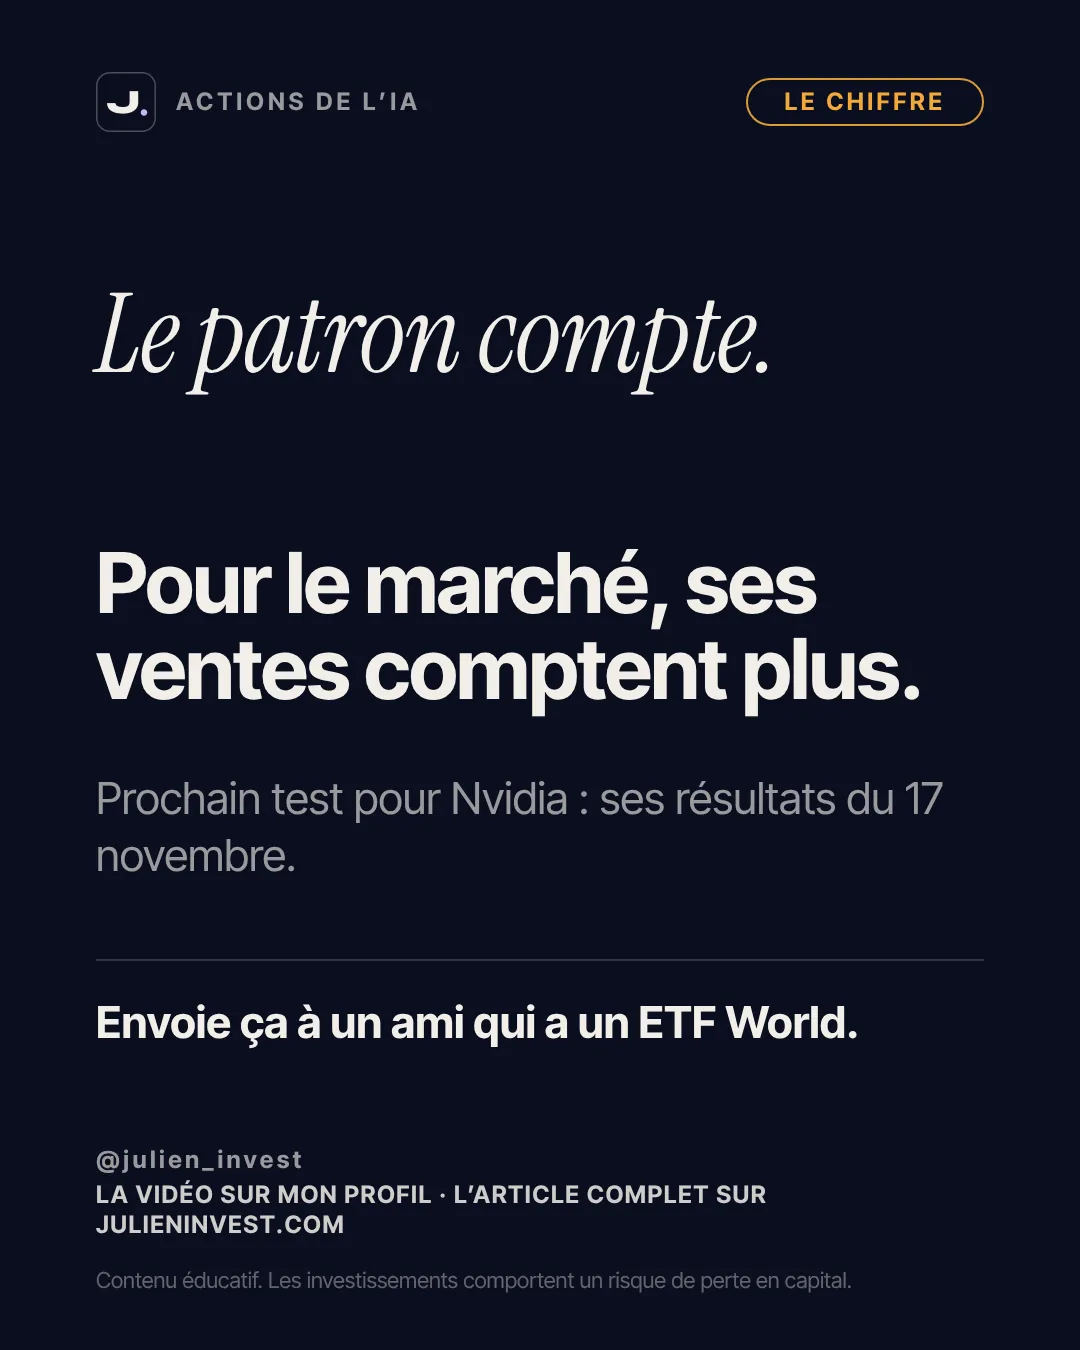 J.
ACTIONS DE L’IA
LE CHIFFRE
Le patron compte.
Pour le marché, ses
ventes comptent plus.
Prochain test pour Nvidia : ses résultats du 17
novembre.
Envoie ça à un ami qui a un ETF World.
@julien_invest
LA VIDÉO SUR MON PROFIL · L’ARTICLE COMPLET SUR
JULIENINVEST.COM
Contenu éducatif. Les investissements comportent un risque de perte en capital.